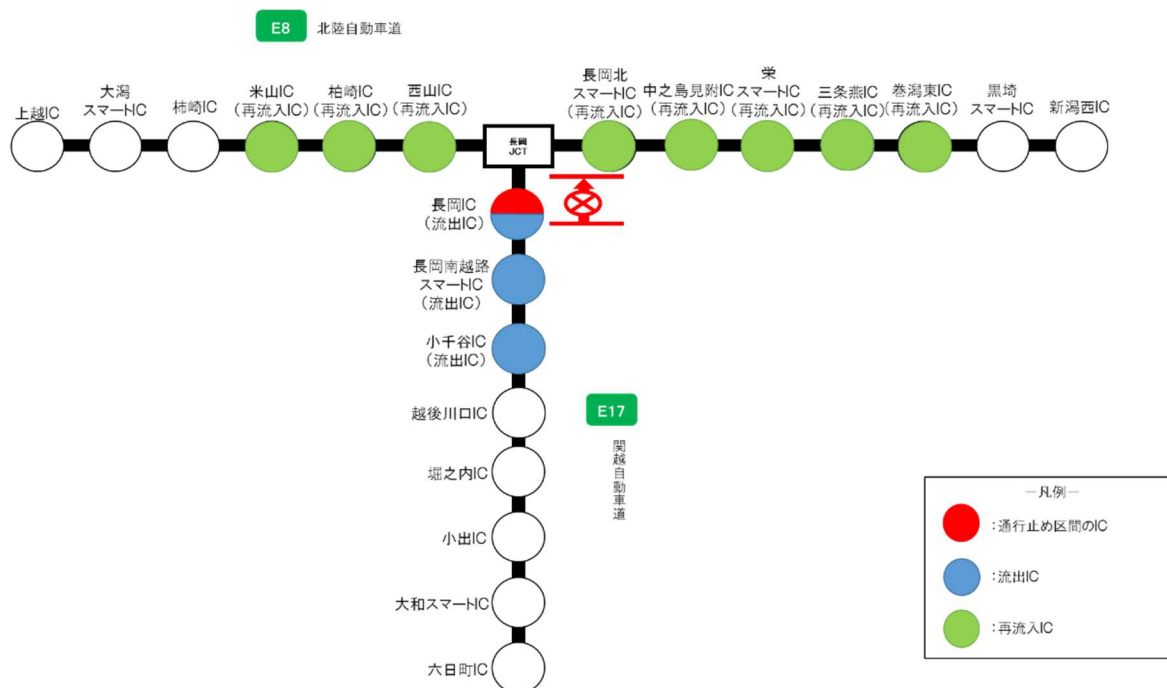 E8 北陸自動車道
上越IC
大潟
スマートIC
柿崎IC
米山IC
(再流入IC)
柏崎IC
(再流入IC)
西山IC
(再流入IC)
長岡
JCT
長岡北
スマートIC
(再流入IC)
中之島見附IC
(再流入IC)
栄
スマートIC
(再流入IC)
三条燕IC
(再流入IC)
巻潟東IC
(再流入IC)
黒埼
スマートIC
新潟西IC
長岡IC
(流出IC)
長岡南越路
スマートIC
(流出IC)
小千谷IC
(流出IC)
越後川口IC
堀之内IC
小出IC
大和スマートIC
六日町IC
E17
関越自動車道
―凡例―
:通行止め区間のIC
:流出IC
:再流入IC